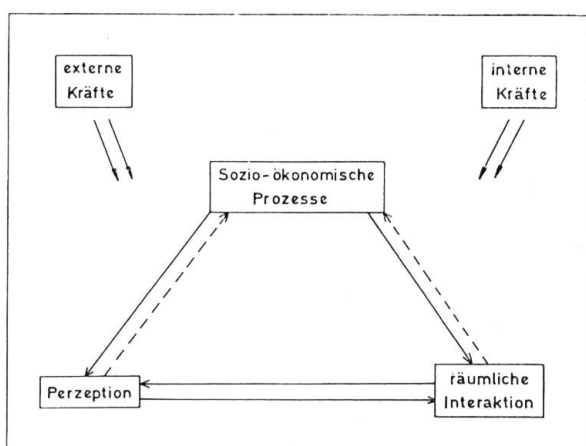 externe
Kräfte
interne
Kräfte
Sozio-ökonomische
Prozesse
Perzeption
räumliche
Interaktion